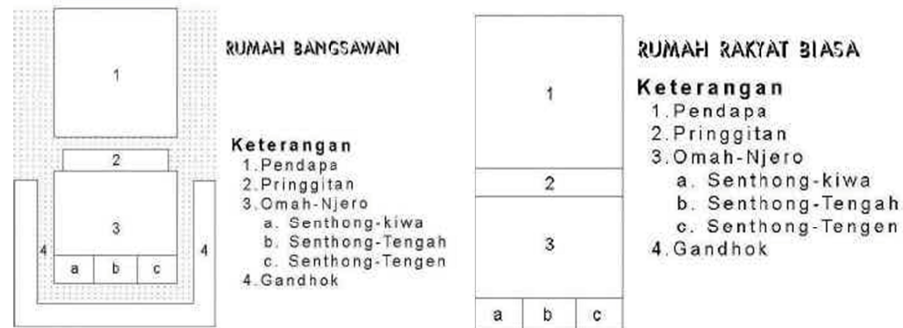 RUMAH BANGSAWAN
Keterangan
1.Pendapa
2.Pringgitan
3.Omah-Njero
a. Senthong-kiwa
b. Senthong-Tengah
c. Senthong-Tengen
4.Gandhok
1
2
3
4
4
a b c
RUMAH RAKYAT BIASA
Keterangan
1.Pendapa
2.Pringgitan
3.Omah-Njero
a. Senthong-kiwa
b. Senthong-Tengah
c. Senthong-Tengen
4.Gandhok
1
2
3
a b c